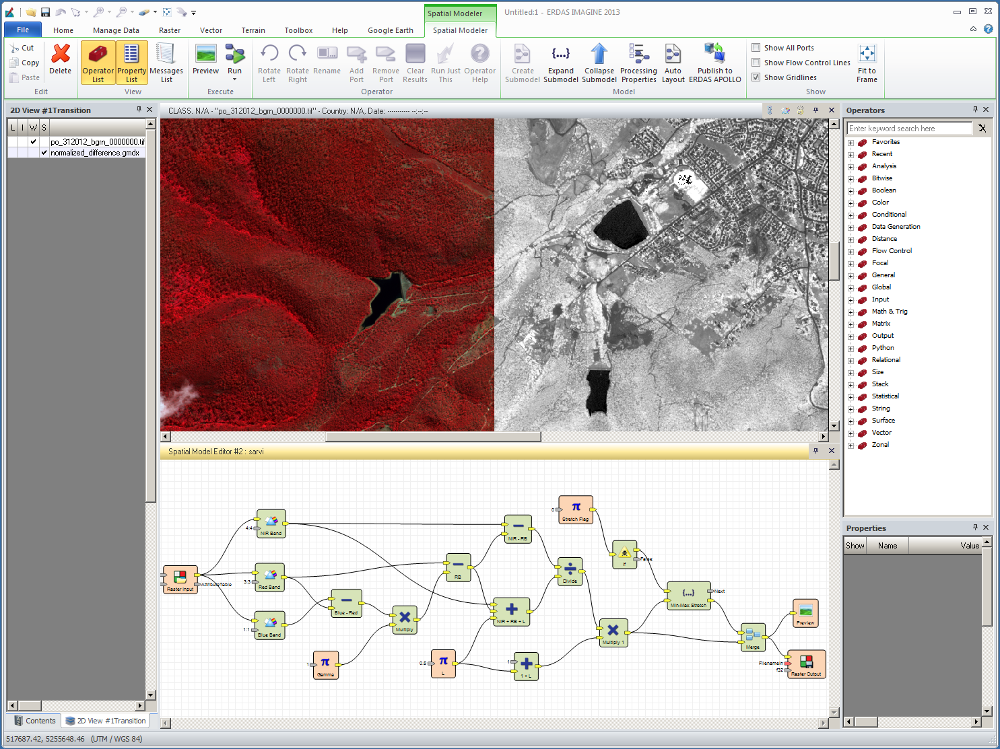 Spatial Modeler
Untitled:1 - ERDAS IMAGINE 2013
File
Home
Manage Data
Raster
Vector
Terrain
Toolbox
Help
Google Earth
Spatial Modeler
Cut
Copy
Paste
Delete
Edit
Operator List
Property List
Messages List
View
Preview
Run
Execute
Rotate Left
Rotate Right
Rename
Add Port
Remove Port
Clear Results
Run Just This
Operator Help
Operator
Create Submodel
Expand Submodel
Collapse Submodel
Processing Properties
Auto Layout
Publish to ERDAS APOLLO
Model
Show All Ports
Show Flow Control Lines
Show Gridlines
Fit to Frame
Show
2D View #1Transition
L I W S
po_312012_bgrn_0000000.tif
normalized_difference.gmdx
CLASS. N/A - "po_312012_bgrn_0000000.tif" - Country: N/A, Date: ----------- --:--:--
Operators
Enter keyword search here
Favorites
Recent
Analysis
Bitwise
Boolean
Color
Conditional
Data Generation
Distance
Flow Control
Focal
General
Global
Input
Math & Trig
Matrix
Output
Python
Relational
Size
Stack
Statistical
String
Surface
Vector
Zonal
Spatial Model Editor #2 : sarvi
Raster Input
AttributeTable
4:4
NIR Band
3:3
Red Band
1:1
Blue Band
Blue - Red
1
π
Gamma
Multiply
RB
NIR - RB
NIR + RB + L
0.5
π
L
1
1 + L
Divide
0
π
Stretch Flag
If
False
Multiply 1
{...}
Min-Max Stretch
Next
Merge
Preview
FilenameIn
f32
Raster Output
Properties
Show
Name
Value
Contents
2D View #1Transition
517687.42, 5255648.46 (UTM / WGS 84)